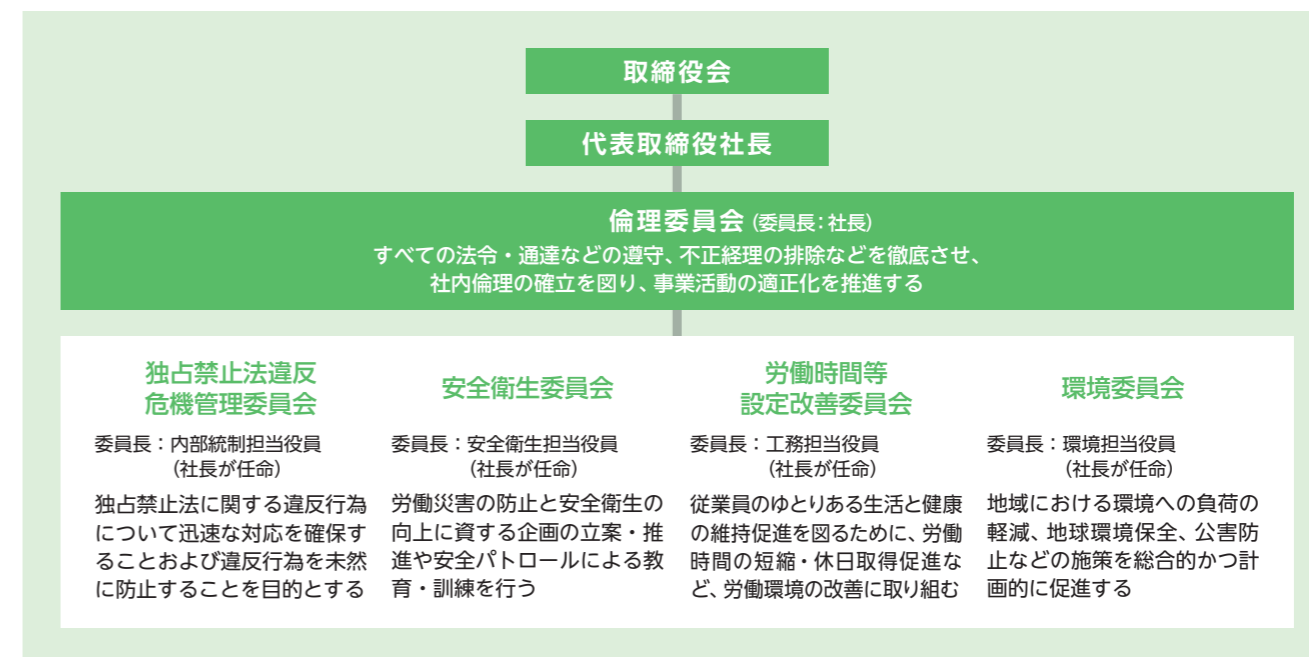 取締役会
代表取締役社長
倫理委員会 (委員長：社長)
すべての法令・通達などの遵守、不正経理の排除などを徹底させ、
社内倫理の確立を図り、事業活動の適正化を推進する
独占禁止法違反
危機管理委員会
委員長：内部統制担当役員
(社長が任命)
独占禁止法に関する違反行為
について迅速な対応を確保す
ることおよび違反行為を未然
に防止することを目的とする
安全衛生委員会
委員長：安全衛生担当役員
(社長が任命)
労働災害の防止と安全衛生の
向上に資する企画の立案・推
進や安全パトロールによる教
育・訓練を行う
労働時間等
設定改善委員会
委員長：工務担当役員
(社長が任命)
従業員のゆとりある生活と健康
の維持促進を図るために、労働
時間の短縮・休日取得促進な
ど、労働環境の改善に取り組む
環境委員会
委員長：環境担当役員
(社長が任命)
地域における環境への負荷の
軽減、地球環境保全、公害防
止などの施策を総合的かつ計
画的に促進する